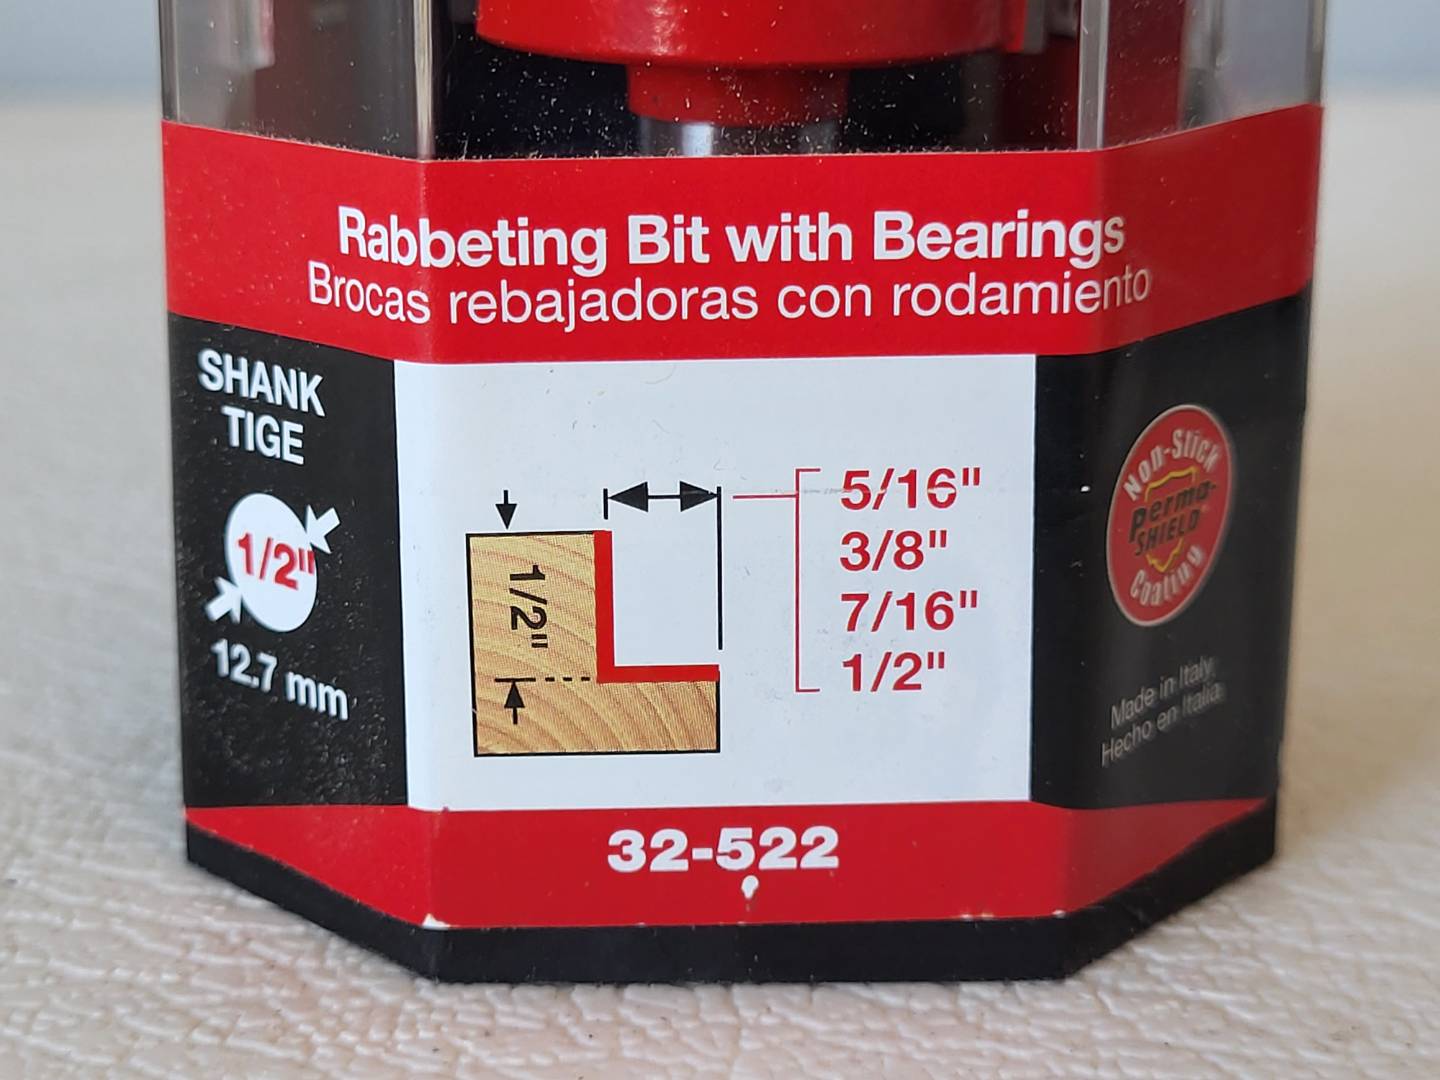 Rabbeting Bit with Bearings
Brocas rebajadoras con rodamiento
SHANK
TIGE
1/2"
12.7 mm
1/2"
5/16"
3/8"
7/16"
1/2"
Non-Stick
Perma-
SHIELD
Coating
Made in Italy
Hecho en Italia
32-522